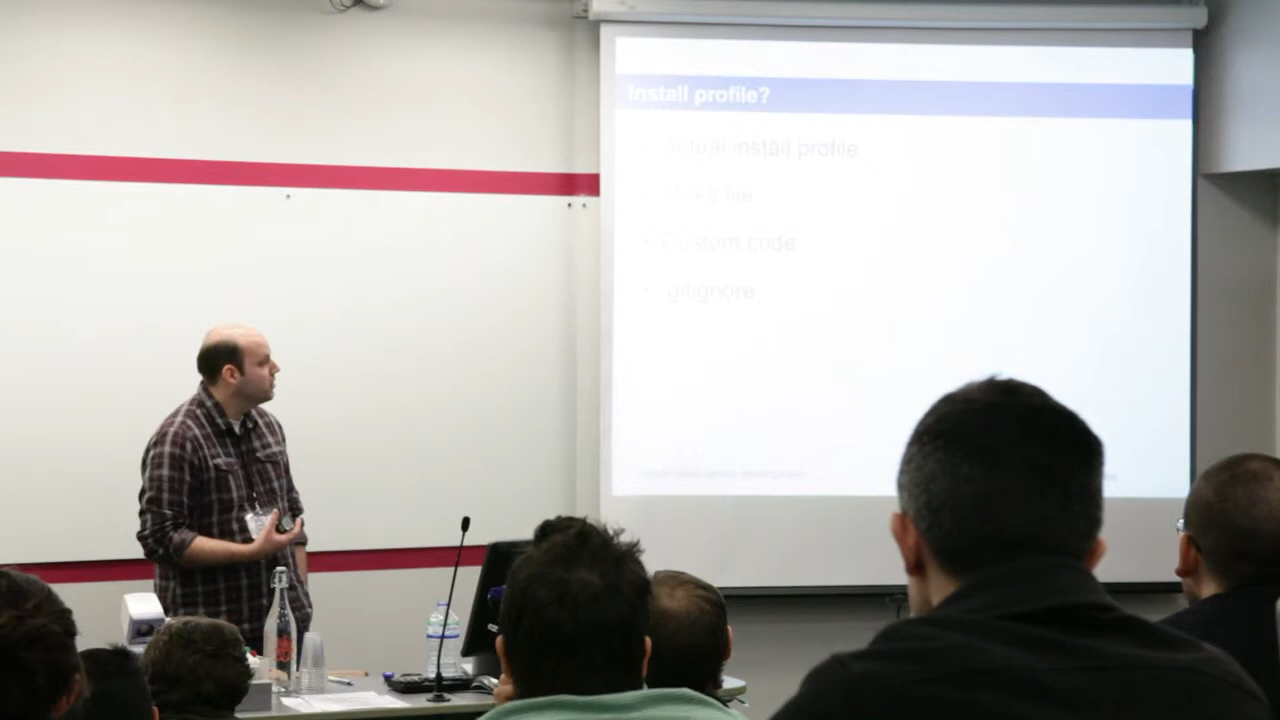 Install profile?
Actual install profile
Make file
Custom code
.gitignore